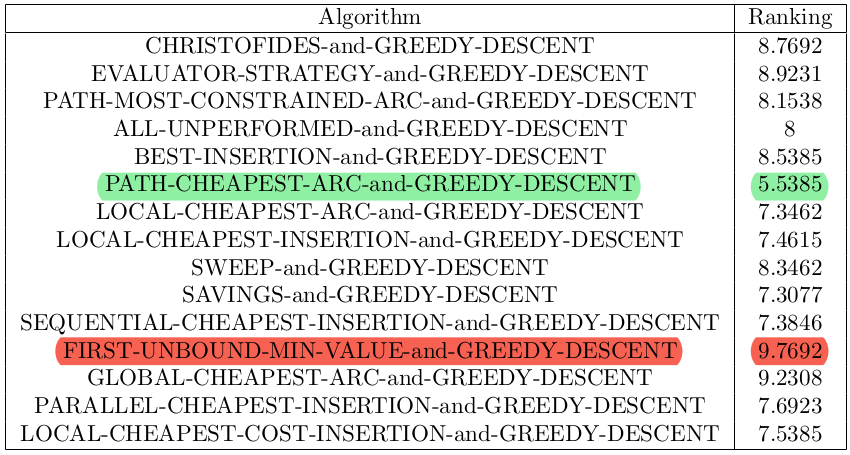 Algorithm Ranking
CHRISTOFIDES-and-GREEDY-DESCENT 8.7692
EVALUATOR-STRATEGY-and-GREEDY-DESCENT 8.9231
PATH-MOST-CONSTRAINED-ARC-and-GREEDY-DESCENT 8.1538
ALL-UNPERFORMED-and-GREEDY-DESCENT 8
BEST-INSERTION-and-GREEDY-DESCENT 8.5385
PATH-CHEAPEST-ARC-and-GREEDY-DESCENT 5.5385
LOCAL-CHEAPEST-ARC-and-GREEDY-DESCENT 7.3462
LOCAL-CHEAPEST-INSERTION-and-GREEDY-DESCENT 7.4615
SWEEP-and-GREEDY-DESCENT 8.3462
SAVINGS-and-GREEDY-DESCENT 7.3077
SEQUENTIAL-CHEAPEST-INSERTION-and-GREEDY-DESCENT 7.3846
FIRST-UNBOUND-MIN-VALUE-and-GREEDY-DESCENT 9.7692
GLOBAL-CHEAPEST-ARC-and-GREEDY-DESCENT 9.2308
PARALLEL-CHEAPEST-INSERTION-and-GREEDY-DESCENT 7.6923
LOCAL-CHEAPEST-COST-INSERTION-and-GREEDY-DESCENT 7.5385